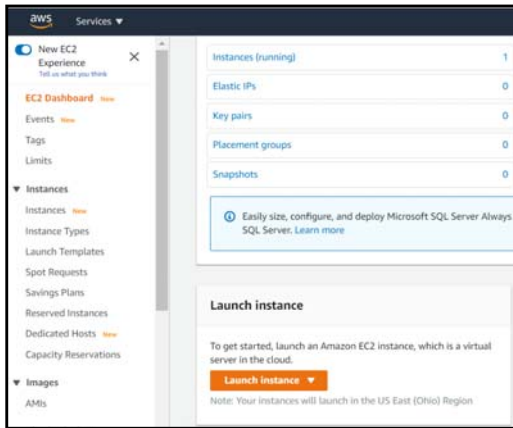 aws Services ▼
New EC2
Experience
Tell us what you think
EC2 Dashboard New
Events New
Tags
Limits
Instances
Instances New
Instance Types
Launch Templates
Spot Requests
Savings Plans
Reserved Instances
Dedicated Hosts New
Capacity Reservations
Images
AMIs
Instances (running) 1
Elastic IPs 0
Key pairs 0
Placement groups 0
Snapshots 0
Easily size, configure, and deploy Microsoft SQL Server Always
SQL Server. Learn more
Launch instance
To get started, launch an Amazon EC2 instance, which is a virtual
server in the cloud.
Launch instance ▼
Note: Your instances will launch in the US East (Ohio) Region